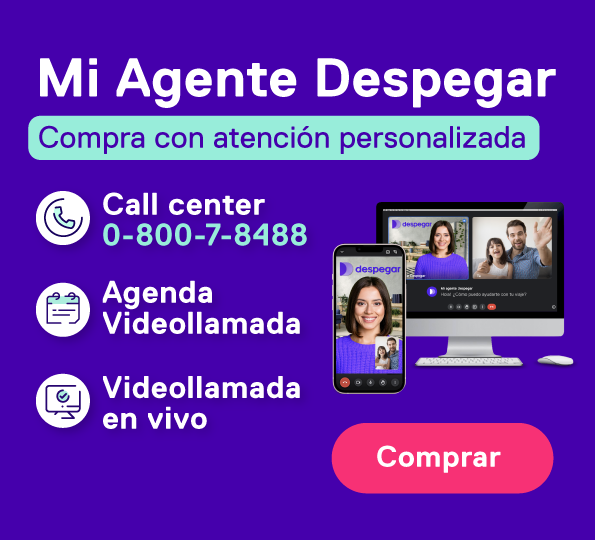 Mi Agente Despegar
Compra con atención personalizada
Call center
0-800-7-8488
Agenda
Videollamada
Videollamada
en vivo
despegar
despegar
Mi agente Despegar
Hola! ¿Cómo puedo ayudarte con tu viaje?
Comprar